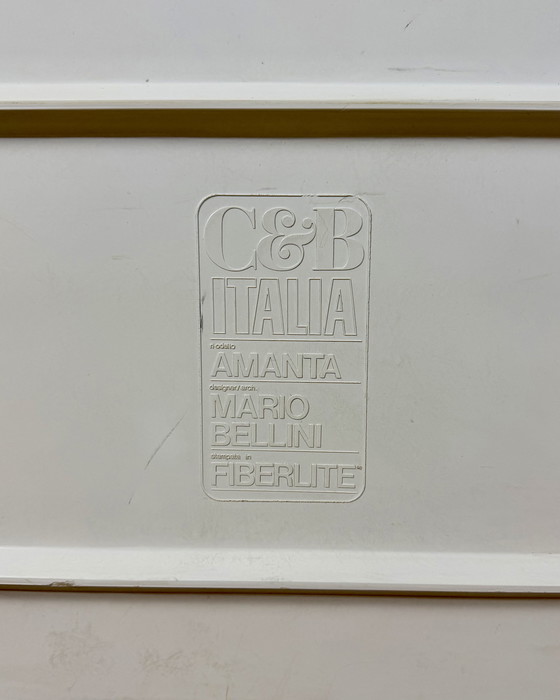 C&B
ITALIA
modello
AMANTA
designer/arch.
MARIO
BELLINI
stampato in
FIBERLITE